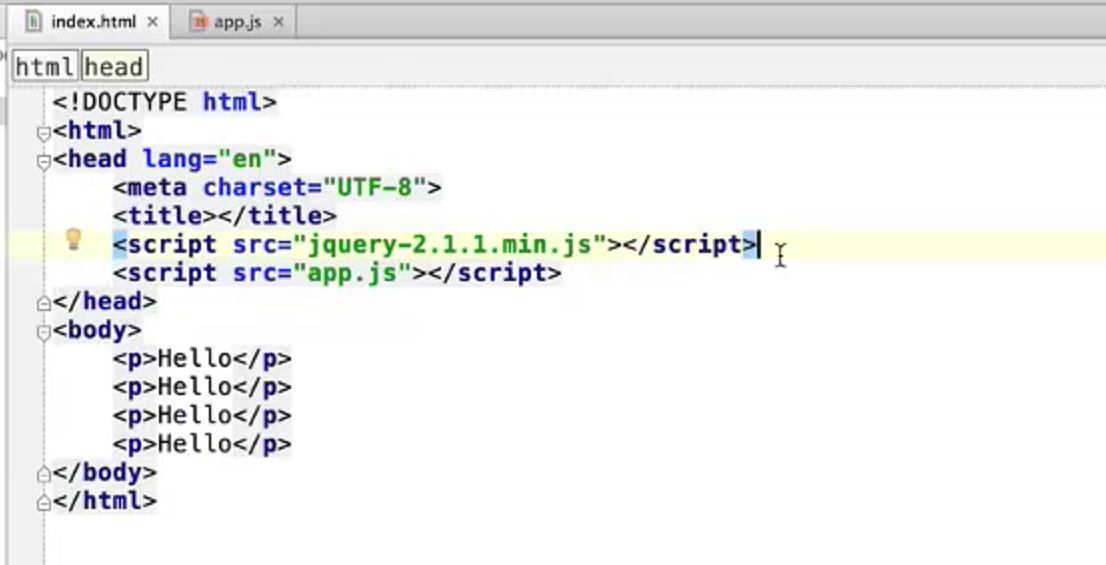 index.html app.js
html head
<!DOCTYPE html>
<html>
<head lang="en">
    <meta charset="UTF-8">
    <title></title>
    <script src="jquery-2.1.1.min.js"></script>
    <script src="app.js"></script>
</head>
<body>
    <p>Hello</p>
    <p>Hello</p>
    <p>Hello</p>
    <p>Hello</p>
</body>
</html>